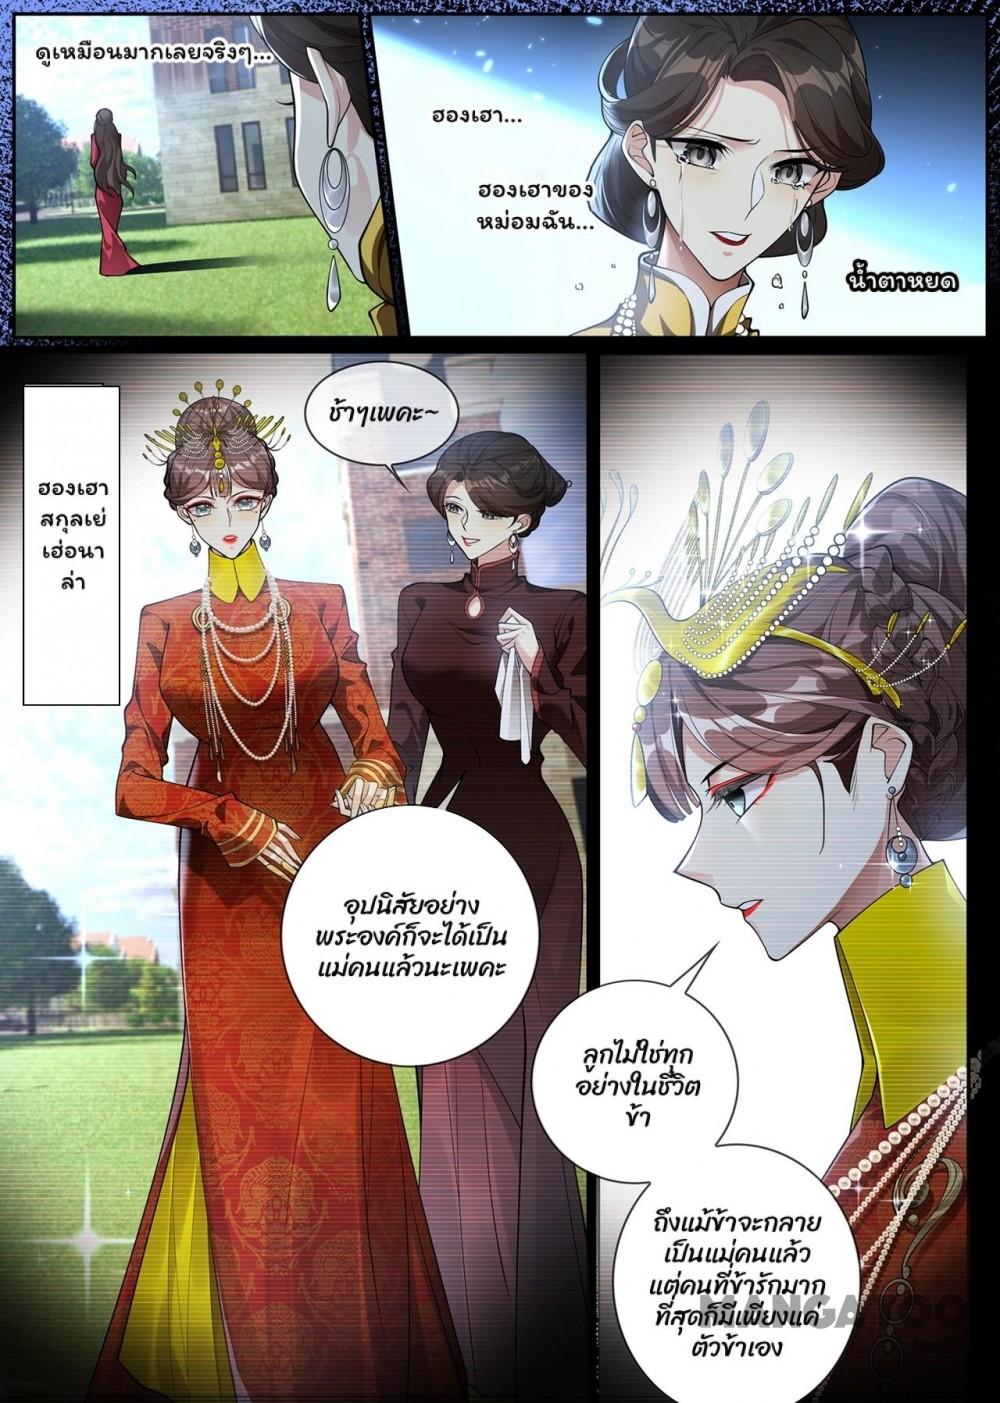 ดูเหมือนมากเลยจริงๆ...
ฮองเฮา...
ฮองเฮาของ
หม่อมฉัน...
น้ำตาหยด
ช้าๆเพคะ~
ฮองเฮา
สกุลเย่
เฮ่อนา
ล่า
อุปนิสัยอย่าง
พระองค์ก็จะได้เป็น
แม่คนแล้วนะเพคะ
ลูกไม่ใช่ทุก
อย่างในชีวิต
ข้า
ถึงแม้ข้าจะกลาย
เป็นแม่คนแล้ว
แต่คนที่ข้ารักมาก
ที่สุดก็มีเพียงแค่
ตัวข้าเอง